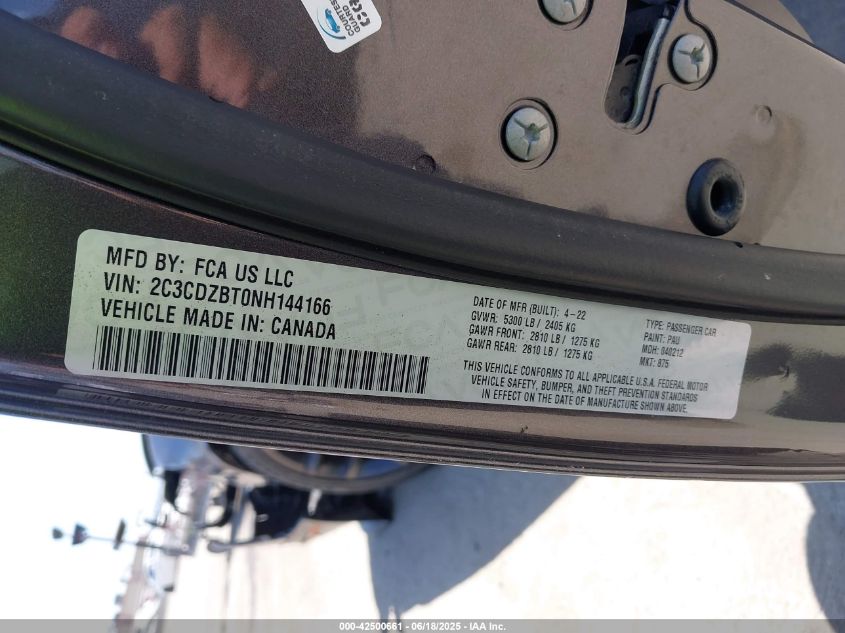 COURTES
GUARD
MFD BY: FCA US LLC
VIN: 2C3CDZBT0NH144166
VEHICLE MADE IN: CANADA
DATE OF MFR (BUILT): 4-22
GVWR: 5300 LB / 2405 KG
GAWR FRONT: 2810 LB / 1275 KG
GAWR REAR: 2810 LB / 1275 KG
TYPE: PASSENGER CAR
PAINT: PAU
MDH: 040212
MKT: 875
THIS VEHICLE CONFORMS TO ALL APPLICABLE U.S.A. FEDERAL MOTOR
VEHICLE SAFETY, BUMPER, AND THEFT PREVENTION STANDARDS
IN EFFECT ON THE DATE OF MANUFACTURE SHOWN ABOVE.
000-42500661 - 06/18/2025 - IAA Inc.